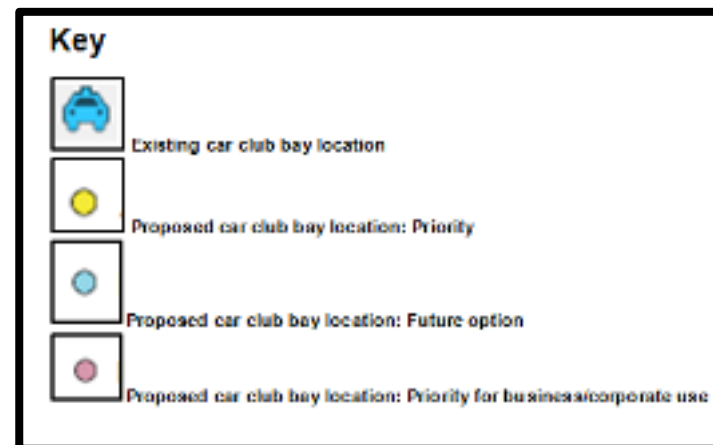 Key
Existing car club bay location
Proposed car club bay location: Priority
Proposed car club bay location: Future option
Proposed car club bay location: Priority for business/corporate use